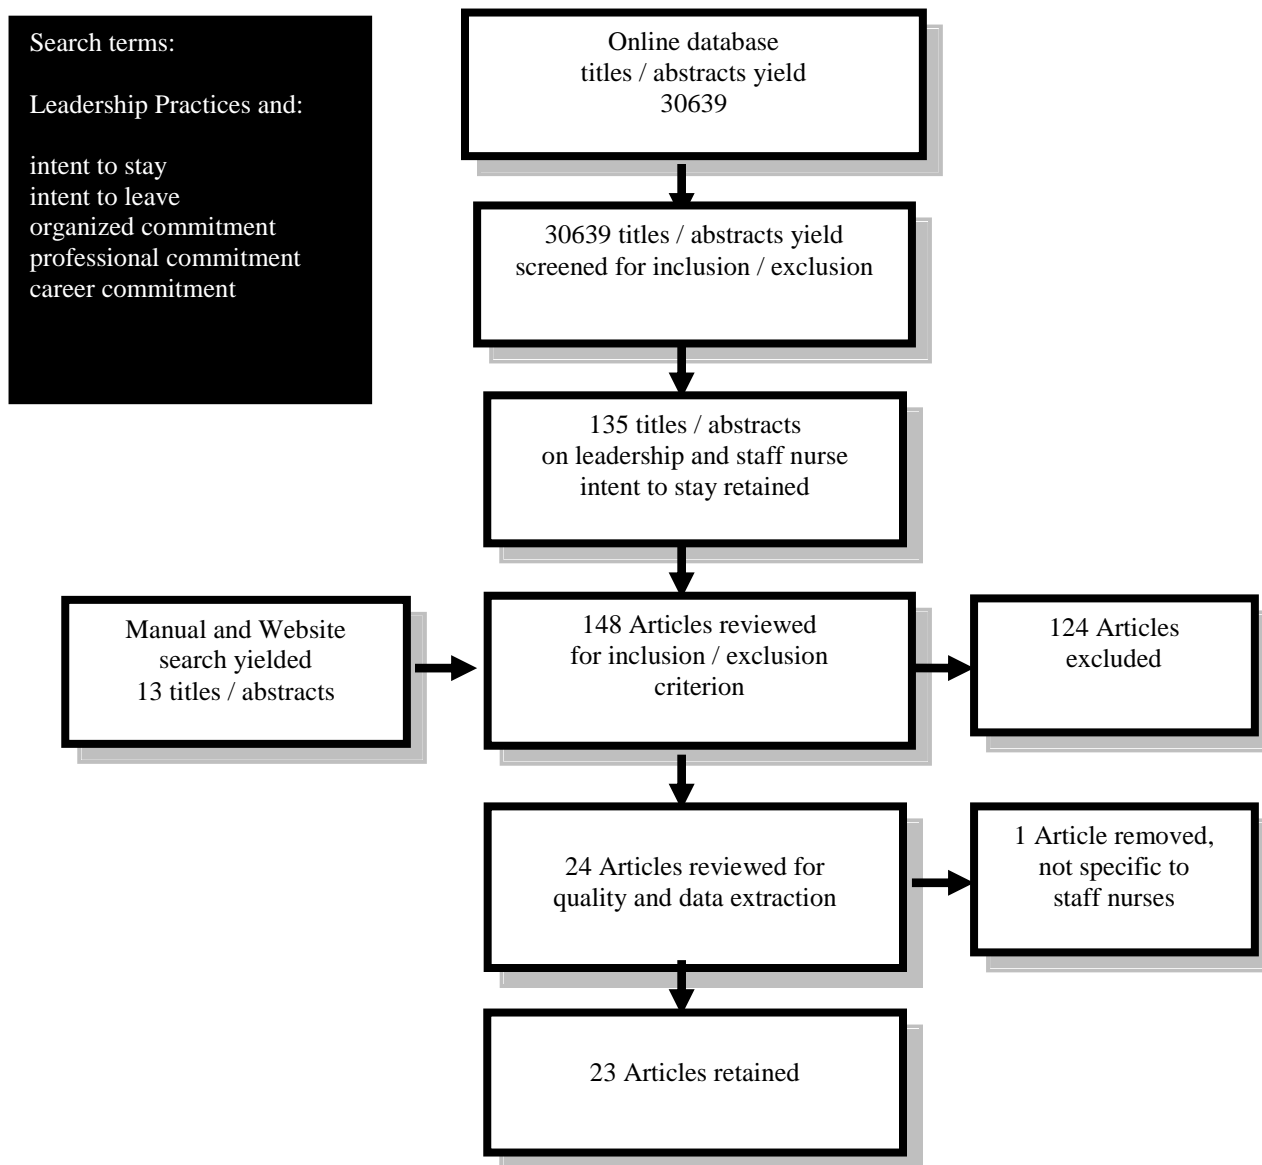 Search terms:
Leadership Practices and:
intent to stay
intent to leave
organized commitment
professional commitment
career commitment
Online database
titles / abstracts yield
30639
30639 titles / abstracts yield
screened for inclusion / exclusion
135 titles / abstracts
on leadership and staff nurse
intent to stay retained
Manual and Website
search yielded
13 titles / abstracts
148 Articles reviewed
for inclusion / exclusion
criterion
124 Articles
excluded
24 Articles reviewed for
quality and data extraction
1 Article removed,
not specific to
staff nurses
23 Articles retained